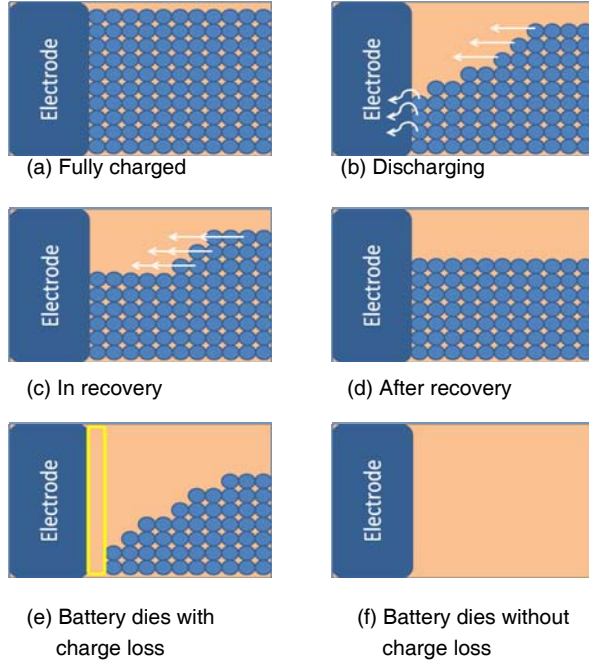 Electrode
Electrode
(a) Fully charged
(b) Discharging
Electrode
Electrode
(c) In recovery
(d) After recovery
Electrode
Electrode
(e) Battery dies with
charge loss
(f) Battery dies without
charge loss